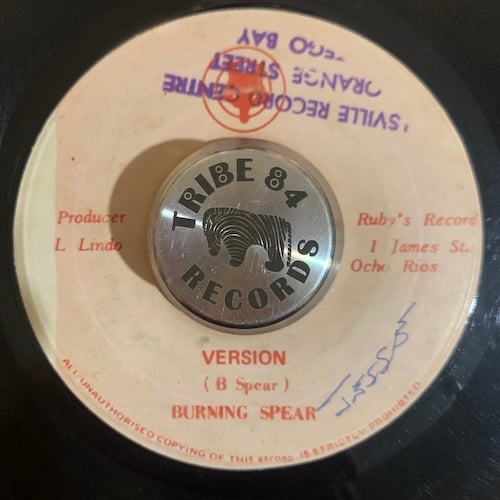 'SVILLE RECORD CENTRE
ORANGE STREET
EGO BAY
TRIBE 84
RECORDS
Producer
L Lindo
Ruby's Record
1 James St.
Ocho Rios
VERSION
( B Spear )
BURNING SPEAR
ALL UNAUTHORISED COPYING OF THIS RECORD IS STRICTLY PROHIBITED